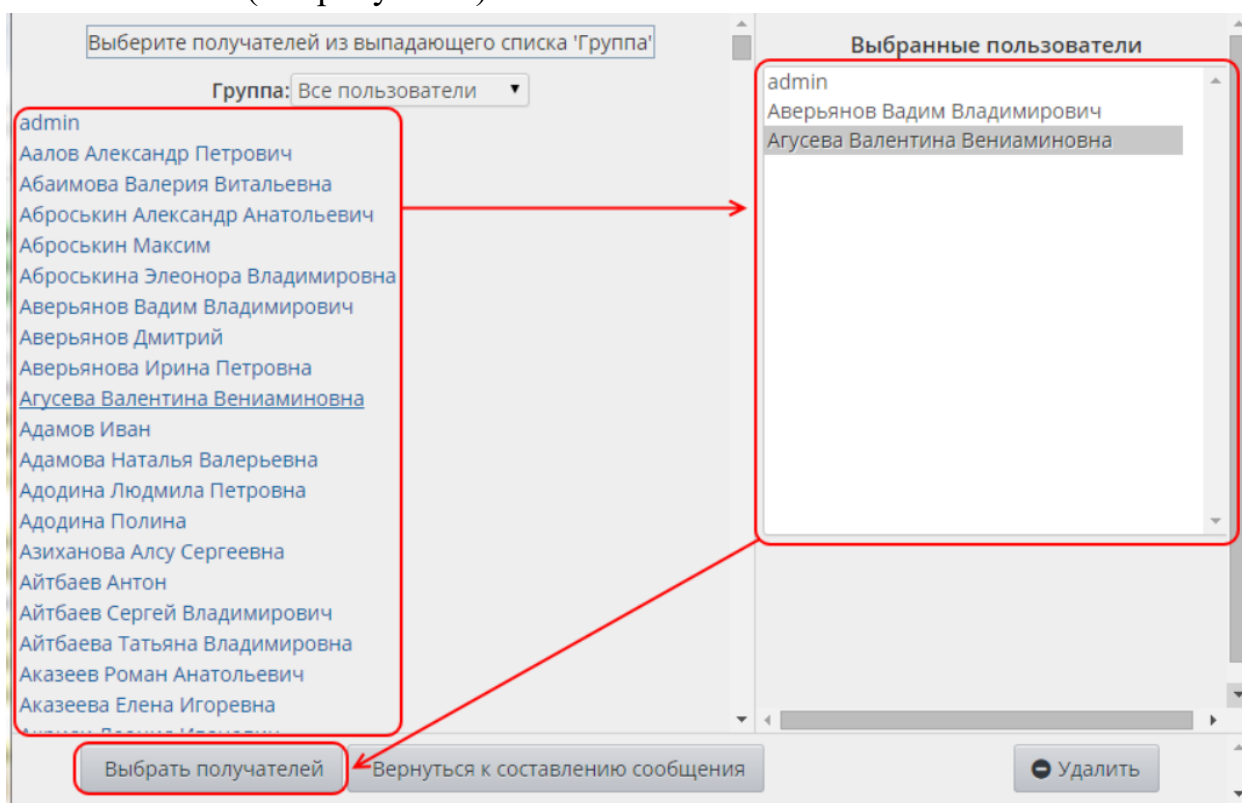 Выберите получателей из выпадающего списка 'Группа'
Группа: Все пользователи
admin
Аалов Александр Петрович
Абаимова Валерия Витальевна
Аброськин Александр Анатольевич
Аброськин Максим
Аброськина Элеонора Владимировна
Аверьянов Вадим Владимирович
Аверьянов Дмитрий
Аверьянова Ирина Петровна
Агусева Валентина Вениаминовна
Адамов Иван
Адамова Наталья Валерьевна
Адодина Людмила Петровна
Адодина Полина
Азиханова Алсу Сергеевна
Айтбаев Антон
Айтбаев Сергей Владимирович
Айтбаева Татьяна Владимировна
Аказеев Роман Анатольевич
Аказеева Елена Игоревна
Выбранные пользователи
admin
Аверьянов Вадим Владимирович
Агусева Валентина Вениаминовна
Выбрать получателей
Вернуться к составлению сообщения
Удалить